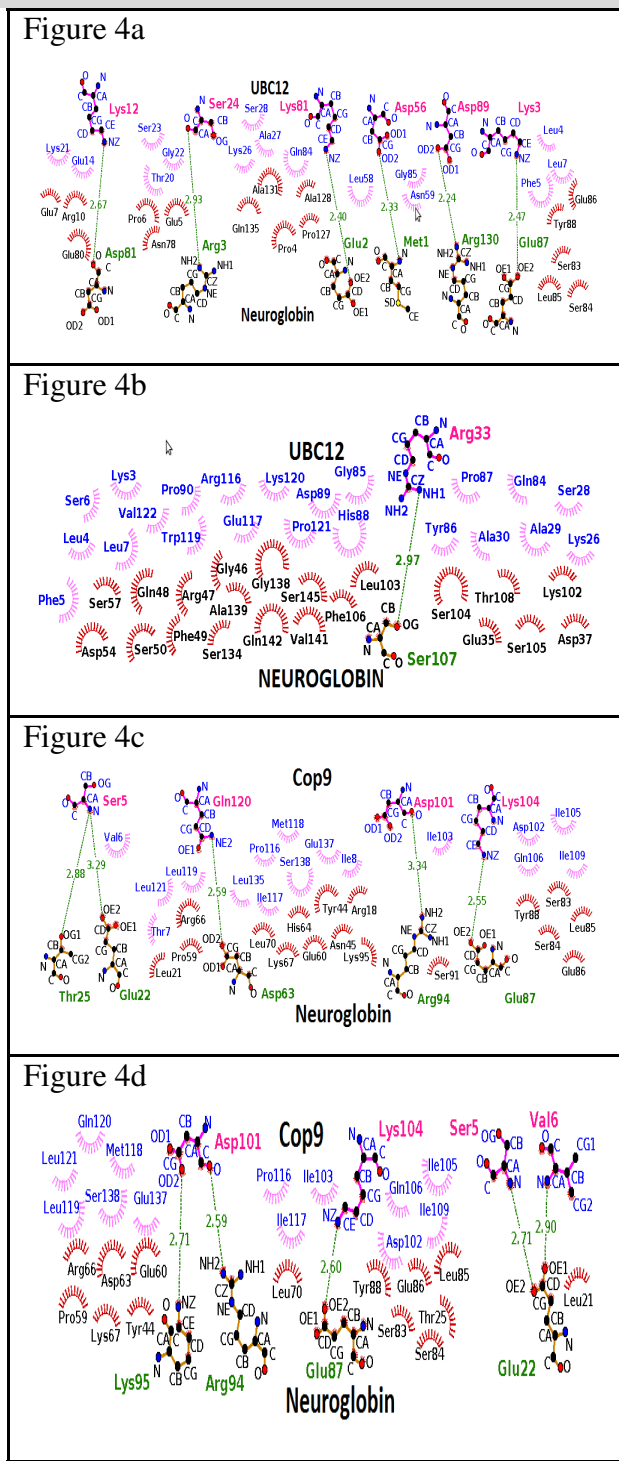 Figure 4a
UBC12
Lys12 Ser24 Lys81 Asp56 Asp89 Lys3
Ser28 Ser23 Ala27 Leu4
Lys21 Glu14 Gly22 Lys26 Gln84 Gly85 Leu7
Thr20 Leu58 Asn59 Phe5
Ala131 Ala128 Glu86
Glu7 Arg10 Pro6 Glu5 Gln135 Pro127 Tyr88
2.67 2.93 2.40 2.33 2.24 2.47
Glu80 Asn78 Pro4 Ser83
Asp81 Arg3 Glu2 Met1 Arg130 Glu87
Leu85 Ser84
Neuroglobin
Figure 4b
UBC12
Arg33
Lys3 Pro90 Arg116 Lys120 Gly85 Pro87 Gln84
Ser6 Val122 Asp89 Ser28
Leu4 Leu7 Trp119 Glu117 Pro121 His88 Tyr86 Ala30 Ala29 Lys26
2.97
Phe5 Ser57 Gln48 Arg47 Gly46 Gly138 Ser145 Leu103 Ser104 Thr108 Lys102
Ala139 Phe106
Asp54 Ser50 Phe49 Ser134 Gln142 Val141 Glu35 Ser105 Asp37
Ser107
NEUROGLOBIN
Figure 4c
Cop9
Ser5 Gln120 Asp101 Lys104
Val6 Met118 Ile105
Pro116 Glu137 Ile103 Asp102
Leu119 Ser138 Ile8 Gln106 Ile109
Leu121 Leu135 Ile117
2.88 3.29 2.59 3.34 2.55
Thr7 Arg66 His64 Tyr44 Arg18 Tyr88 Ser83
Leu21 Pro59 Leu70 Lys67 Glu60 Asn45 Lys95 Ser91 Ser84 Leu85
Glu86
Thr25 Glu22 Asp63 Arg94 Glu87
Neuroglobin
Figure 4d
Cop9
Gln120 Asp101 Lys104 Ser5 Val6
Leu121 Met118 Pro116 Ile103 Ile105
Leu119 Ser138 Glu137 Ile117 Gln106 Ile109
Asp102
2.71 2.59 2.60 2.71 2.90
Arg66 Asp63 Glu60 Leu70 Tyr88 Glu86 Leu85
Pro59 Lys67 Tyr44 Ser83 Thr25 Leu21
Ser84
Lys95 Arg94 Glu87 Glu22
Neuroglobin